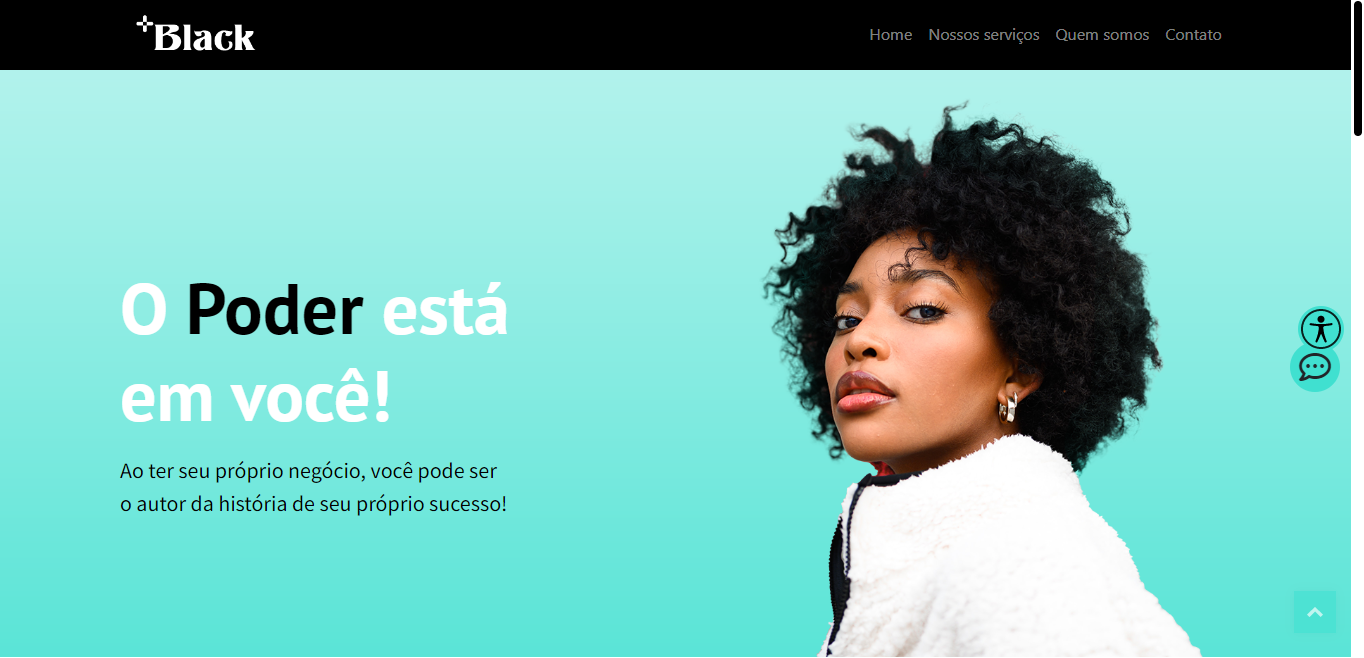 Black
Home Nossos serviços Quem somos Contato
O Poder está
em você!
Ao ter seu próprio negócio, você pode ser
o autor da história de seu próprio sucesso!